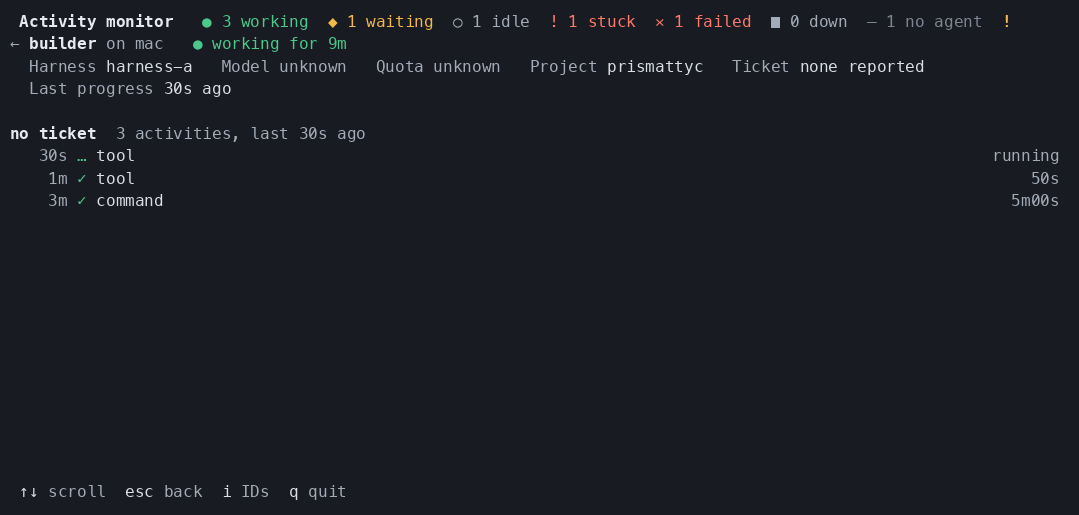 Activity monitor   ● 3 working  ◆ 1 waiting  ○ 1 idle  ! 1 stuck  × 1 failed  ■ 0 down  – 1 no agent  !
← builder on mac   ● working for 9m
Harness harness–a   Model unknown   Quota unknown   Project prismattyc   Ticket none reported
Last progress 30s ago
no ticket  3 activities, last 30s ago
30s … tool   running
1m ✓ tool   50s
3m ✓ command   5m00s
↑↓ scroll  esc back  i IDs  q quit